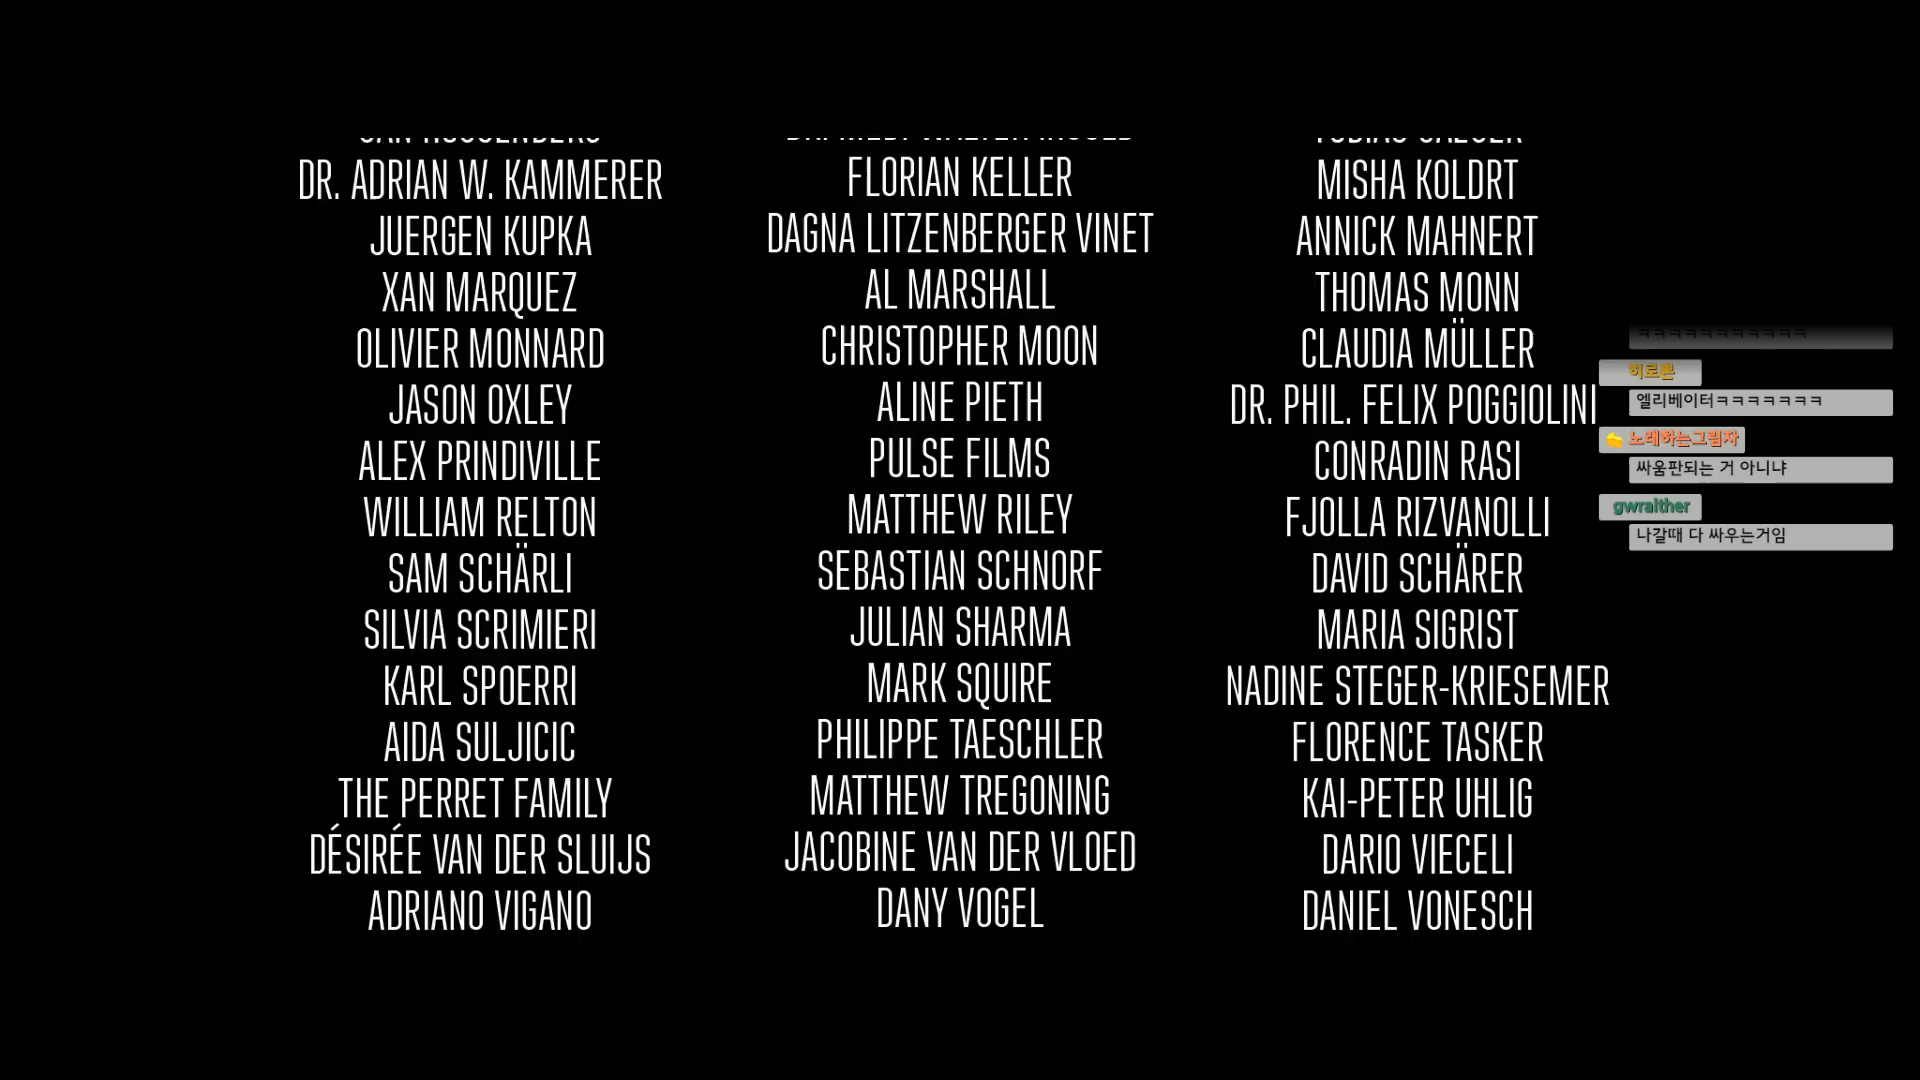 DR. ADRIAN W. KAMMERER
JUERGEN KUPKA
XAN MARQUEZ
OLIVIER MONNARD
JASON OXLEY
ALEX PRINDIVILLE
WILLIAM RELTON
SAM SCHÄRLI
SILVIA SCRIMIERI
KARL SPOERRI
AIDA SULJICIC
THE PERRET FAMILY
DÉSIRÉE VAN DER SLUIJS
ADRIANO VIGANO
FLORIAN KELLER
DAGNA LITZENBERGER VINET
AL MARSHALL
CHRISTOPHER MOON
ALINE PIETH
PULSE FILMS
MATTHEW RILEY
SEBASTIAN SCHNORF
JULIAN SHARMA
MARK SQUIRE
PHILIPPE TAESCHLER
MATTHEW TREGONING
JACOBINE VAN DER VLOED
DANY VOGEL
MISHA KOLDRT
ANNICK MAHNERT
THOMAS MONN
CLAUDIA MÜLLER
DR. PHIL. FELIX POGGIOLINI
CONRADIN RASI
FJOLLA RIZVANOLLI
DAVID SCHÄRER
MARIA SIGRIST
NADINE STEGER-KRIESEMER
FLORENCE TASKER
KAI-PETER UHLIG
DARIO VIECELI
DANIEL VONESCH
히로뽄
엘리베이터ㅋㅋㅋㅋㅋㅋㅋ
노래하는그림자
싸움판되는 거 아니냐
gwraither
나갈때 다 싸우는거임